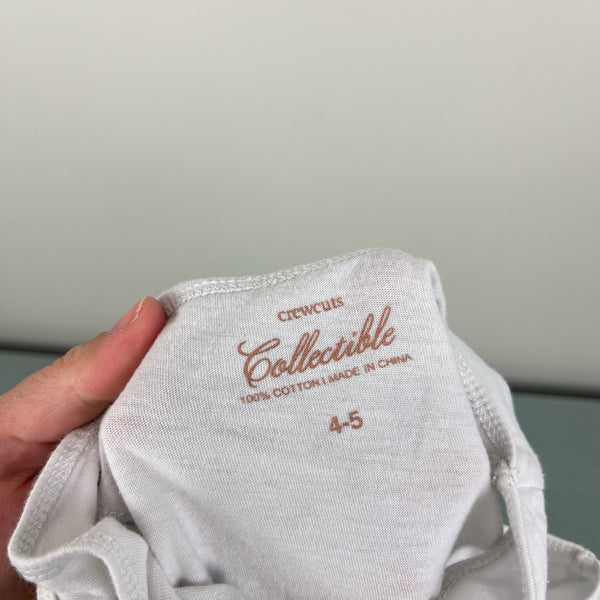 crewcuts
Collectible
100% COTTON I MADE IN CHINA
4-5